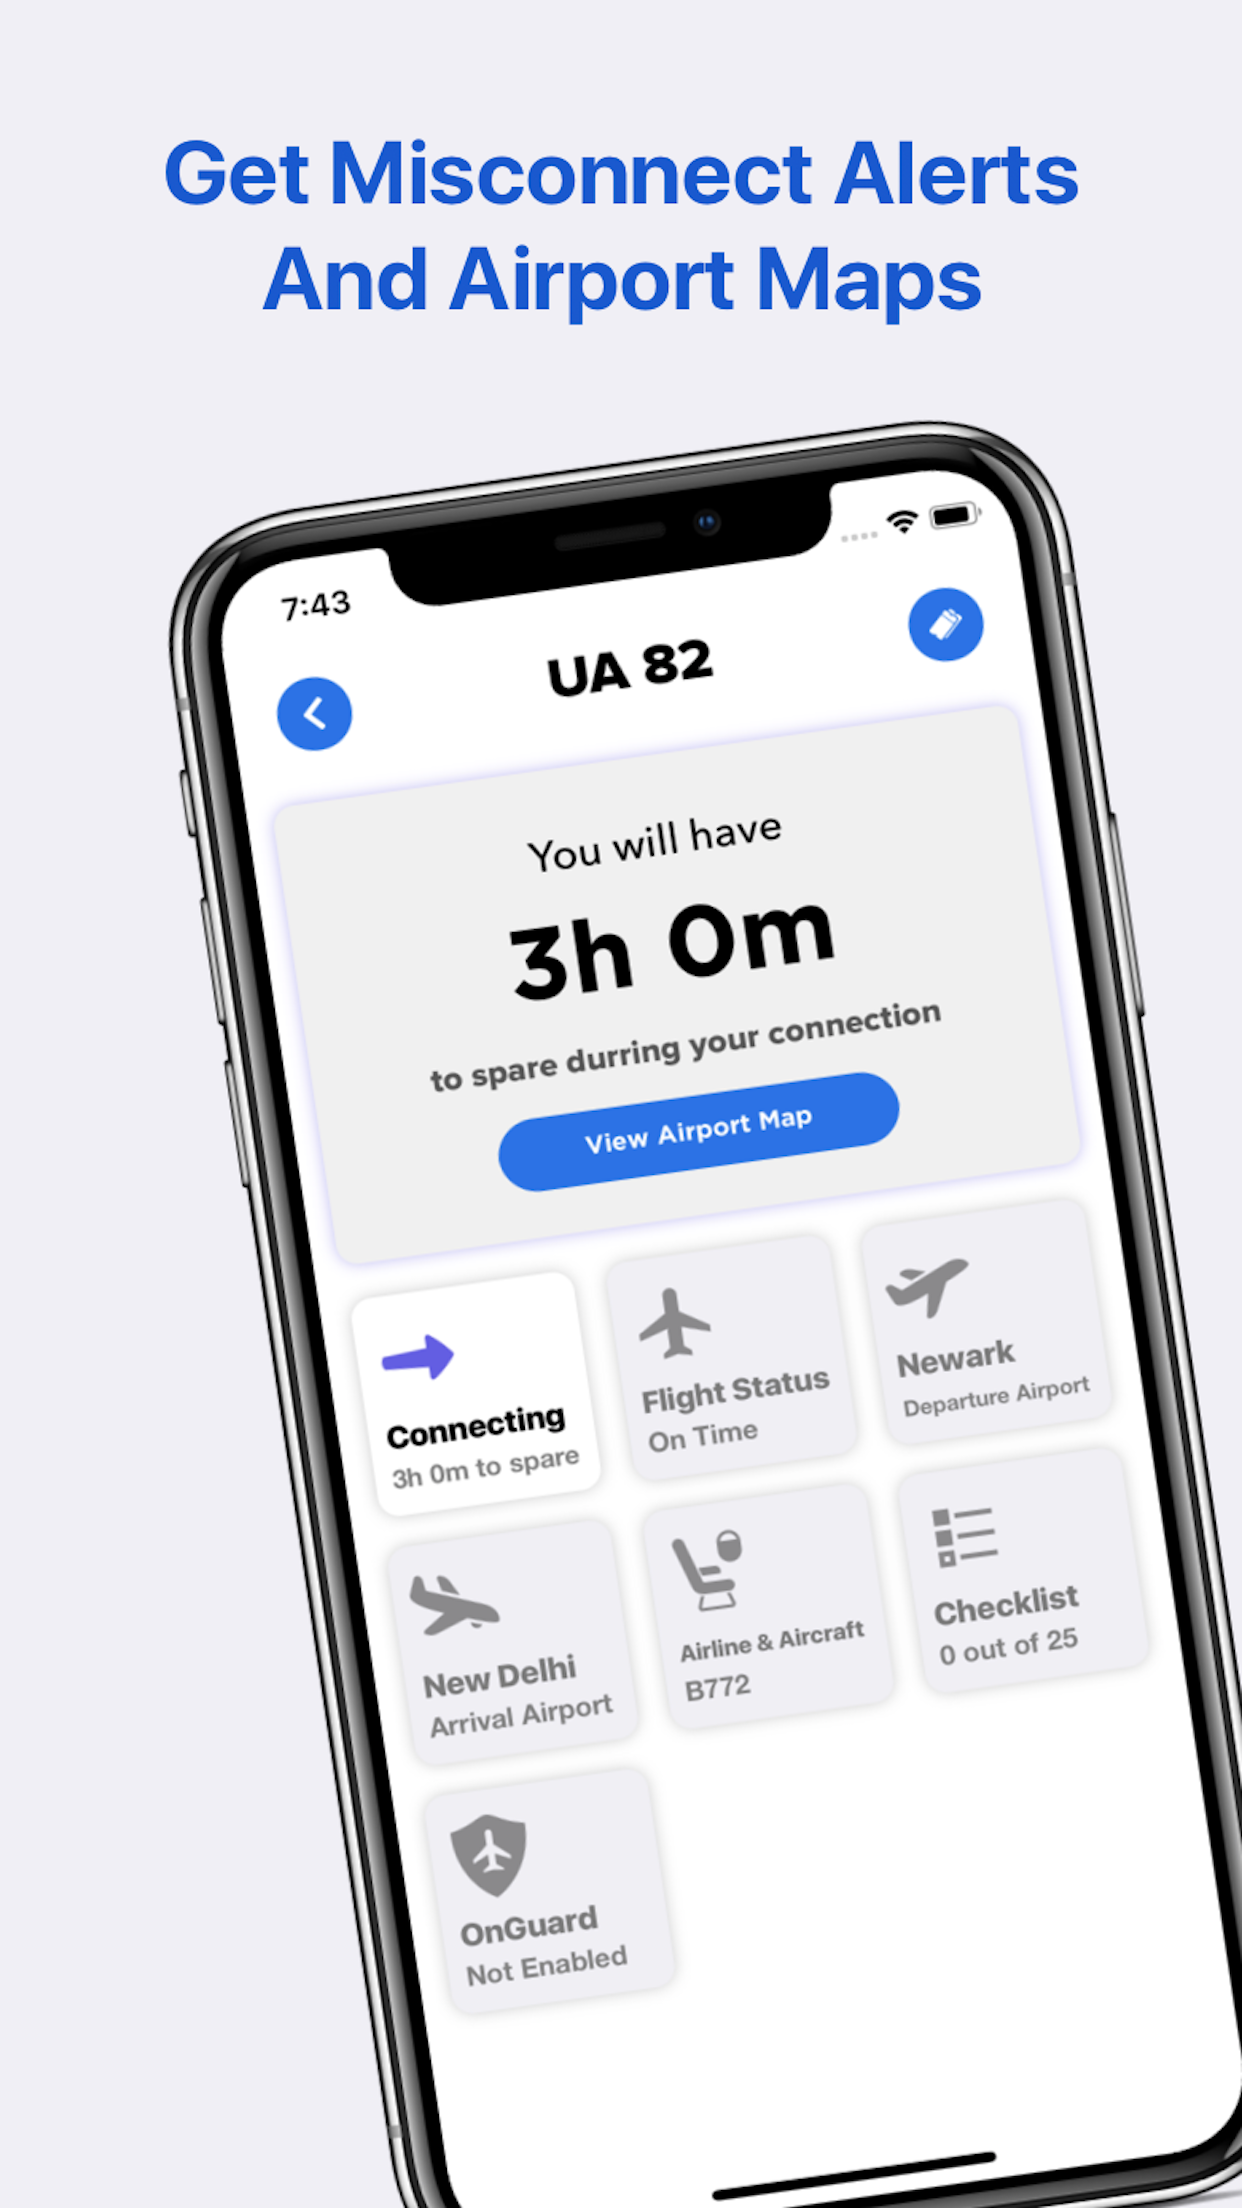 Get Misconnect Alerts
And Airport Maps
7:43
UA 82
You will have
3h 0m
to spare durring your connection
View Airport Map
Connecting
3h 0m to spare
Flight Status
On Time
Newark
Departure Airport
New Delhi
Arrival Airport
Airline & Aircraft
B772
Checklist
0 out of 25
OnGuard
Not Enabled